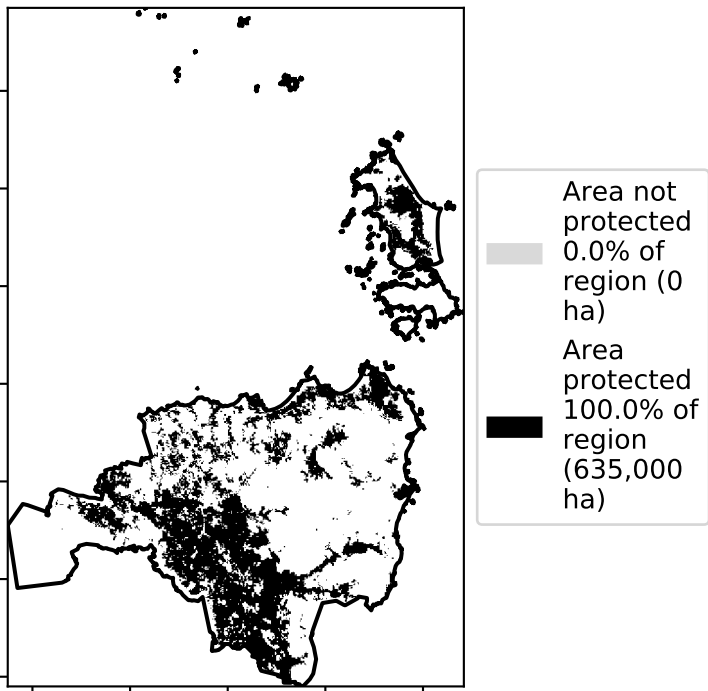 Area not
protected
0.0% of
region (0
ha)
Area
protected
100.0% of
region
(635,000
ha)